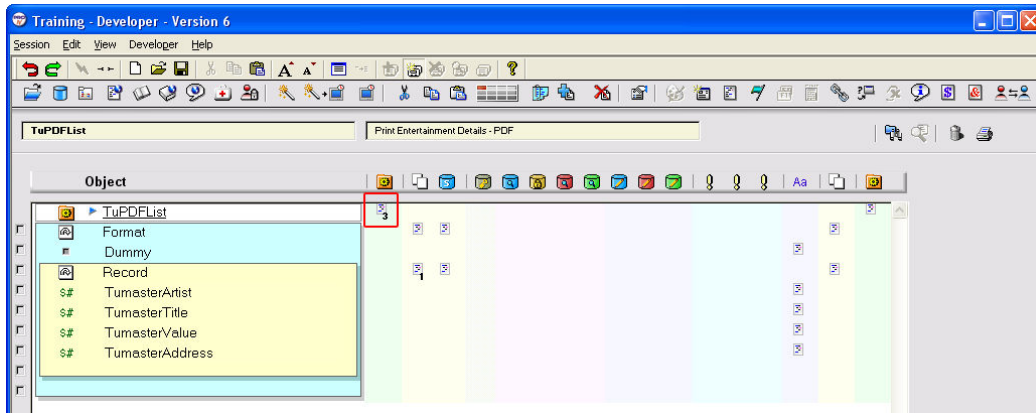 Training - Developer - Version 6
Session Edit View Developer Help
TuPDFList Print Entertainment Details - PDF
Object Aa
TuPDFList 3
Format
Dummy
Record 1
$# TumasterArtist
$# TumasterTitle
$# TumasterValue
$# TumasterAddress